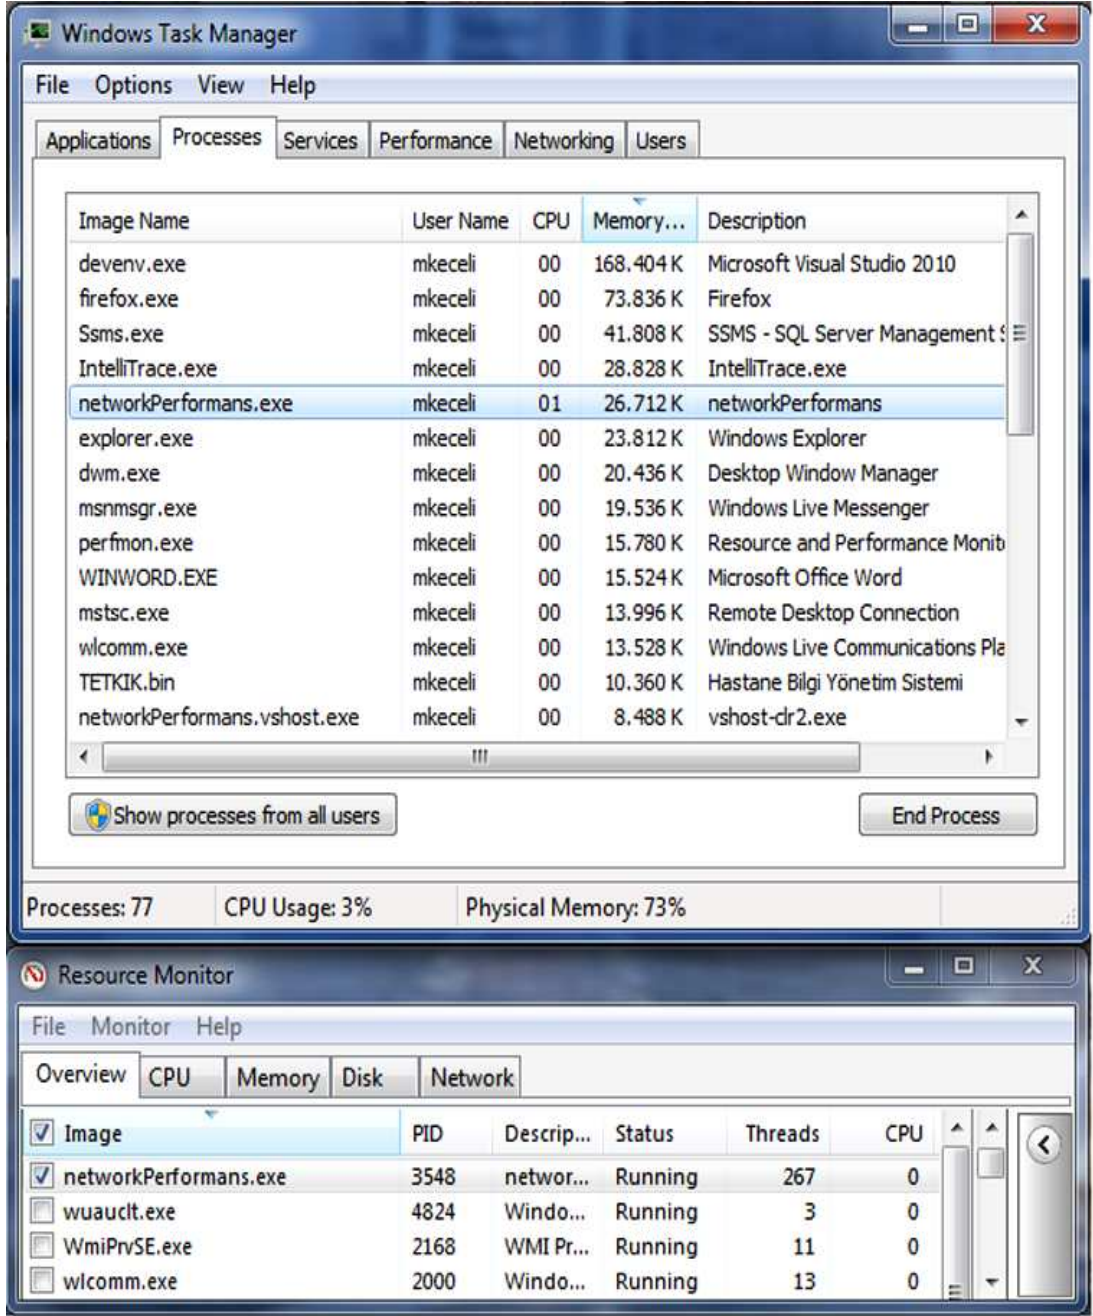 Windows Task Manager
File Options View Help
Applications Processes Services Performance Networking Users
Image Name User Name CPU Memory... Description
devenv.exe mkeceli 00 168.404 K Microsoft Visual Studio 2010
firefox.exe mkeceli 00 73.836 K Firefox
Ssms.exe mkeceli 00 41.808 K SSMS - SQL Server Management
IntelliTrace.exe mkeceli 00 28.828 K IntelliTrace.exe
networkPerformans.exe mkeceli 01 26.712 K networkPerformans
explorer.exe mkeceli 00 23.812 K Windows Explorer
dwm.exe mkeceli 00 20.436 K Desktop Window Manager
msnmsgr.exe mkeceli 00 19.536 K Windows Live Messenger
perfmon.exe mkeceli 00 15.780 K Resource and Performance Monit
WINWORD.EXE mkeceli 00 15.524 K Microsoft Office Word
mstsc.exe mkeceli 00 13.996 K Remote Desktop Connection
wlcomm.exe mkeceli 00 13.528 K Windows Live Communications Pla
TETKIK.bin mkeceli 00 10.360 K Hastane Bilgi Yönetim Sistemi
networkPerformans.vshost.exe mkeceli 00 8.488 K vshost-clr2.exe
Show processes from all users End Process
Processes: 77 CPU Usage: 3% Physical Memory: 73%
Resource Monitor
File Monitor Help
Overview CPU Memory Disk Network
Image PID Descrip... Status Threads CPU
networkPerformans.exe 3548 networ... Running 267 0
wuauclt.exe 4824 Windo... Running 3 0
WmiPrvSE.exe 2168 WMI Pr... Running 11 0
wlcomm.exe 2000 Windo... Running 13 0